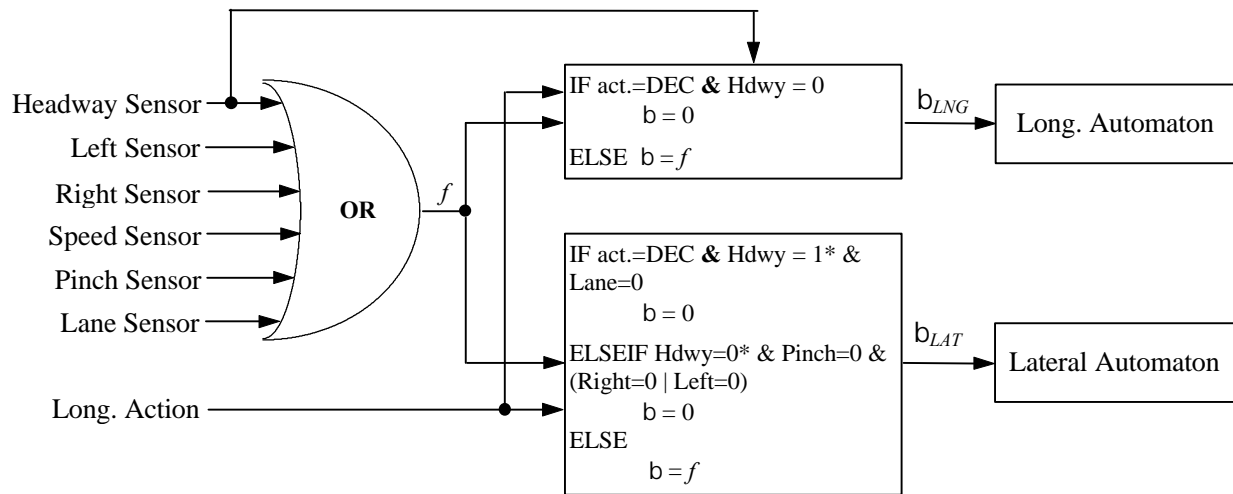 Headway Sensor
Left Sensor
Right Sensor
Speed Sensor
Pinch Sensor
Lane Sensor
Long. Action
OR
f
IF act.=DEC & Hdwy = 0
b = 0
ELSE b = f
bLNG
Long. Automaton
IF act.=DEC & Hdwy = 1* &
Lane=0
b = 0
ELSEIF Hdwy=0* & Pinch=0 &
(Right=0 | Left=0)
b = 0
ELSE
b = f
bLAT
Lateral Automaton